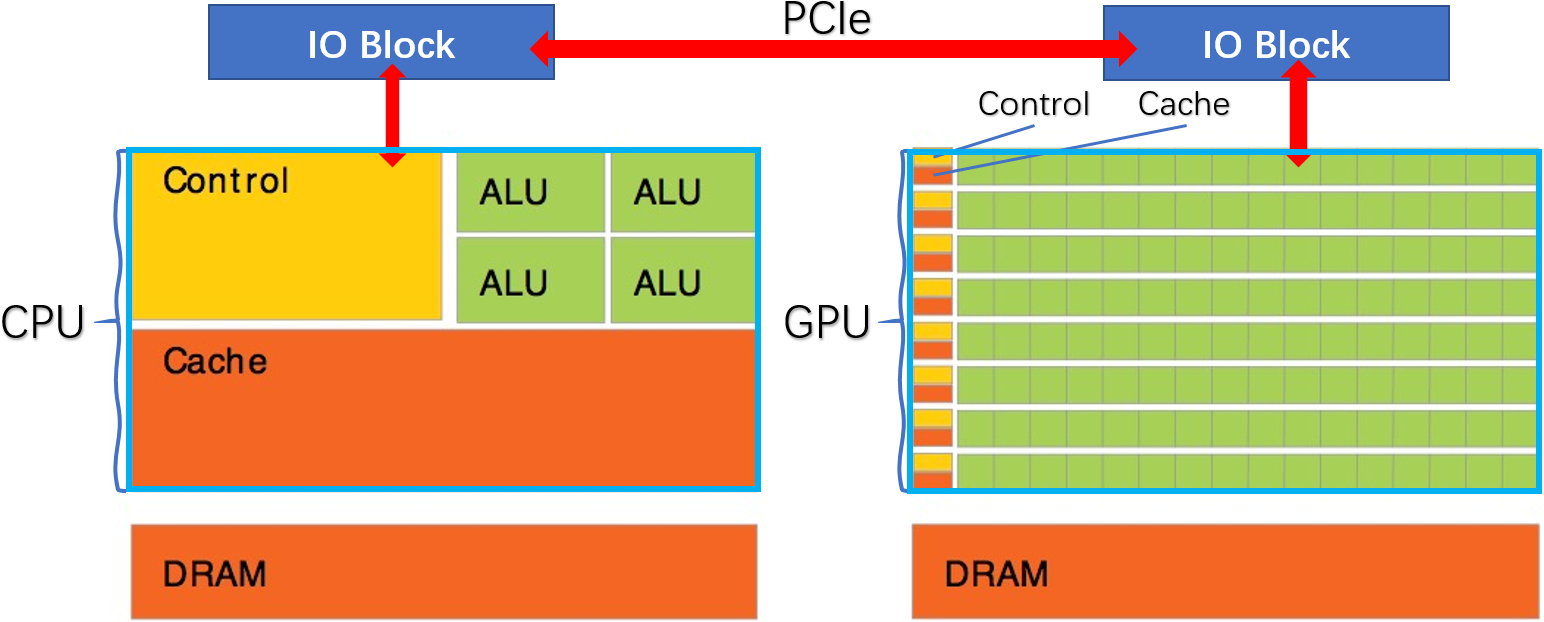 PCIe
IO Block
IO Block
Control
Cache
Control
ALU
ALU
ALU
ALU
CPU
GPU
Cache
DRAM
DRAM